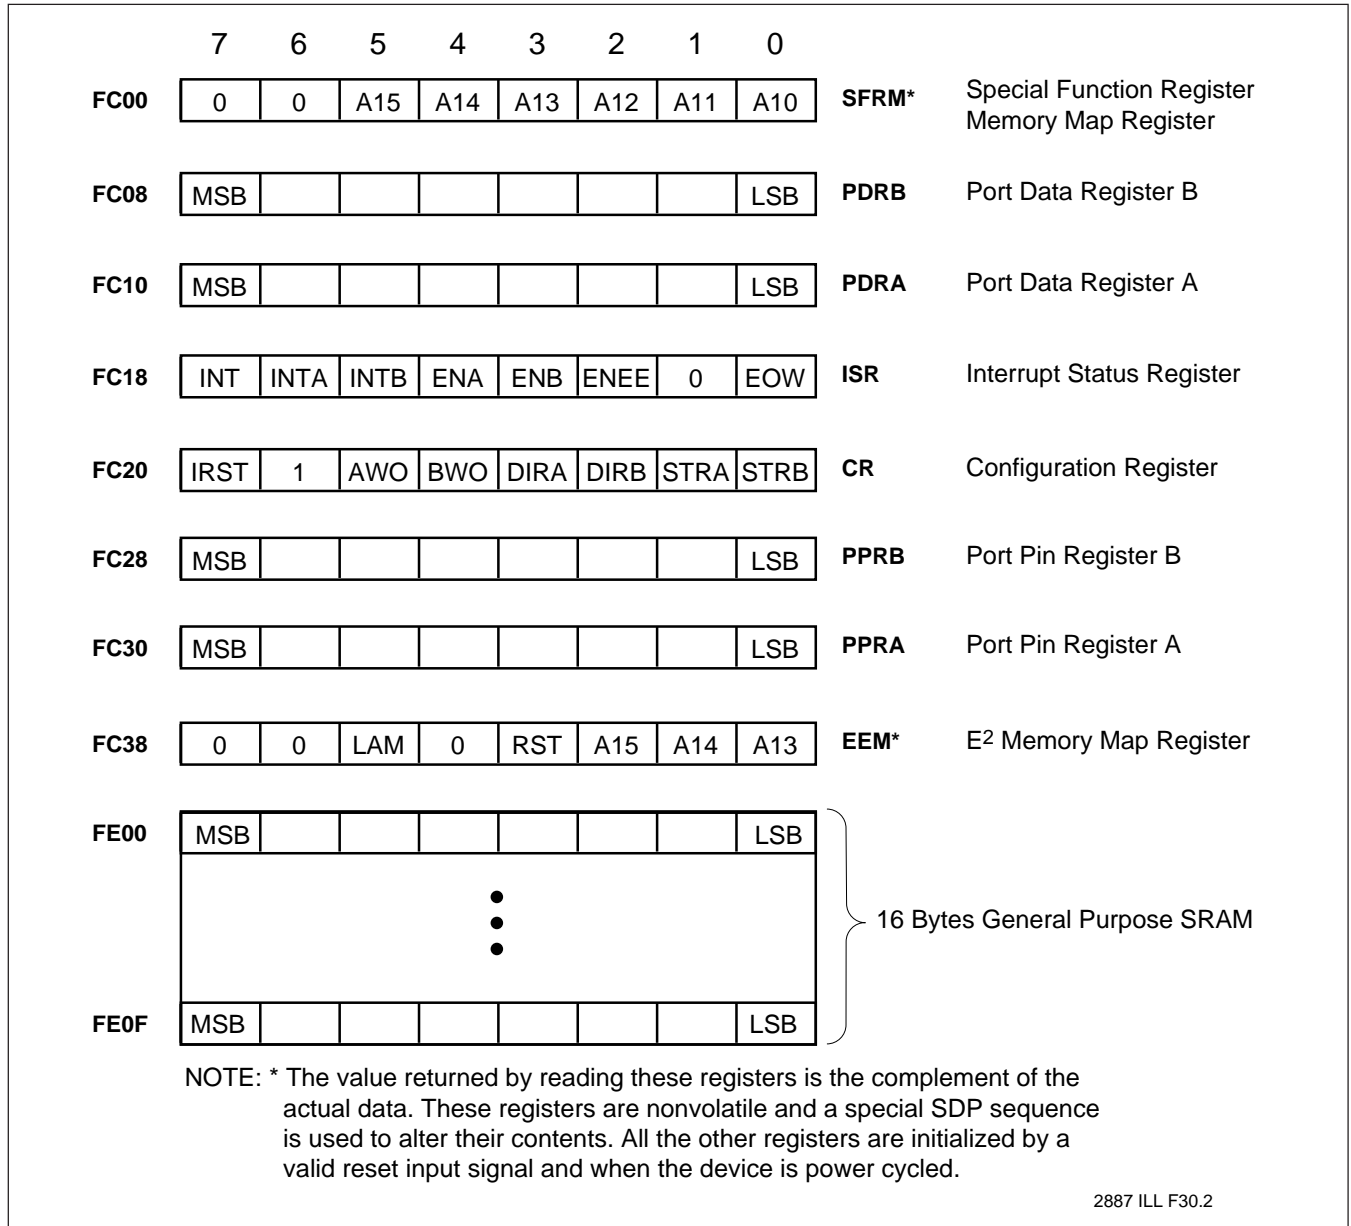 7 6 5 4 3 2 1 0
FC00 0 0 A15 A14 A13 A12 A11 A10 SFRM* Special Function Register
Memory Map Register
FC08 MSB LSB PDRB Port Data Register B
FC10 MSB LSB PDRA Port Data Register A
FC18 INT INTA INTB ENA ENB ENEE 0 EOW ISR Interrupt Status Register
FC20 IRST 1 AWO BWO DIRA DIRB STRA STRB CR Configuration Register
FC28 MSB LSB PPRB Port Pin Register B
FC30 MSB LSB PPRA Port Pin Register A
FC38 0 0 LAM 0 RST A15 A14 A13 EEM* E2 Memory Map Register
FE00 MSB LSB
16 Bytes General Purpose SRAM
FE0F MSB LSB
NOTE: * The value returned by reading these registers is the complement of the
actual data. These registers are nonvolatile and a special SDP sequence
is used to alter their contents. All the other registers are initialized by a
valid reset input signal and when the device is power cycled.
2887 ILL F30.2